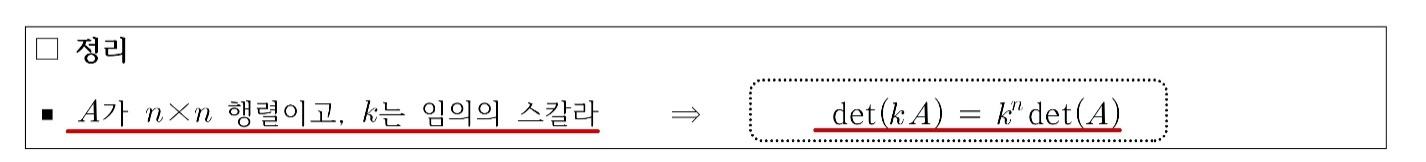 □ 정리
▪ A가 n×n 행렬이고, k는 임의의 스칼라 ⇒ det(kA) = kⁿdet(A)